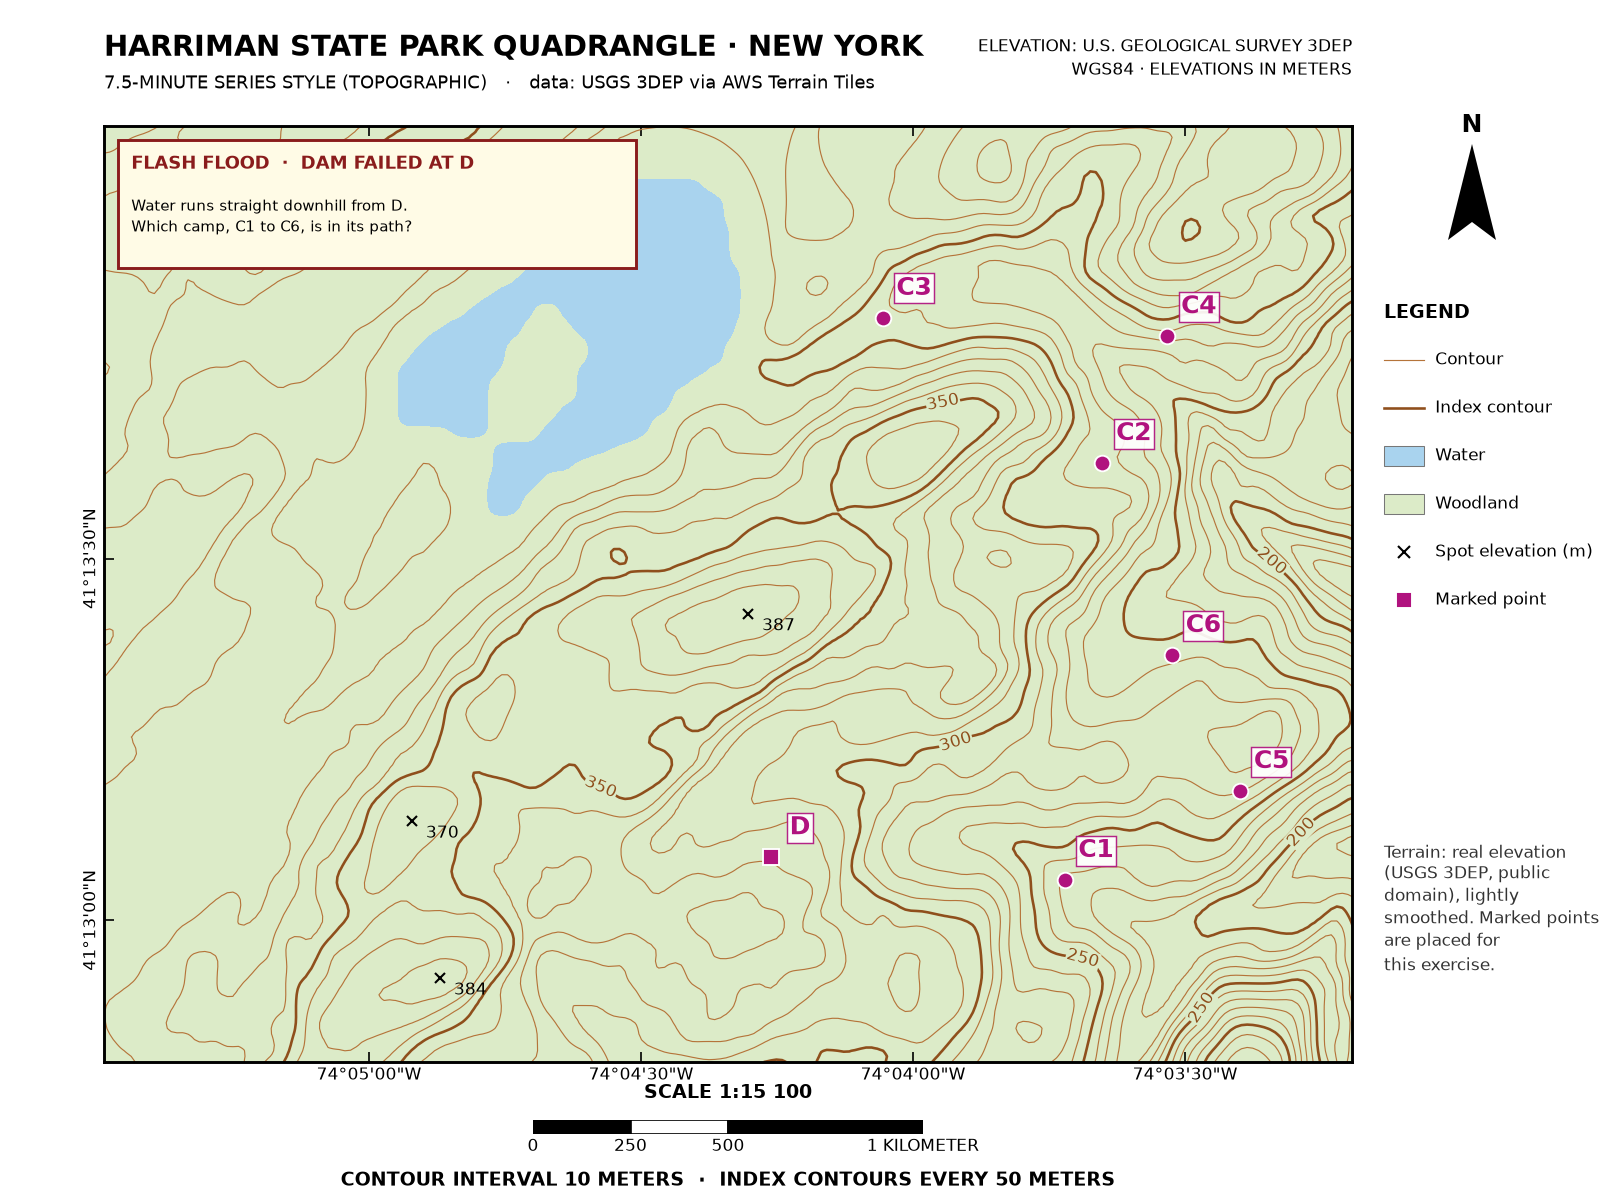 HARRIMAN STATE PARK QUADRANGLE · NEW YORK
7.5-MINUTE SERIES STYLE (TOPOGRAPHIC)   ·   data: USGS 3DEP via AWS Terrain Tiles
ELEVATION: U.S. GEOLOGICAL SURVEY 3DEP
WGS84 · ELEVATIONS IN METERS
FLASH FLOOD  ·  DAM FAILED AT D
Water runs straight downhill from D.
Which camp, C1 to C6, is in its path?
N
C3
C4
350
C2
200
387
C6
300
350
C5
370
D
200
C1
384
250
250
41°13'30"N
41°13'00"N
74°05'00"W
74°04'30"W
74°04'00"W
74°03'30"W
LEGEND
Contour
Index contour
Water
Woodland
Spot elevation (m)
Marked point
Terrain: real elevation
(USGS 3DEP, public
domain), lightly
smoothed. Marked points
are placed for
this exercise.
SCALE 1:15 100
0
250
500
1 KILOMETER
CONTOUR INTERVAL 10 METERS  ·  INDEX CONTOURS EVERY 50 METERS